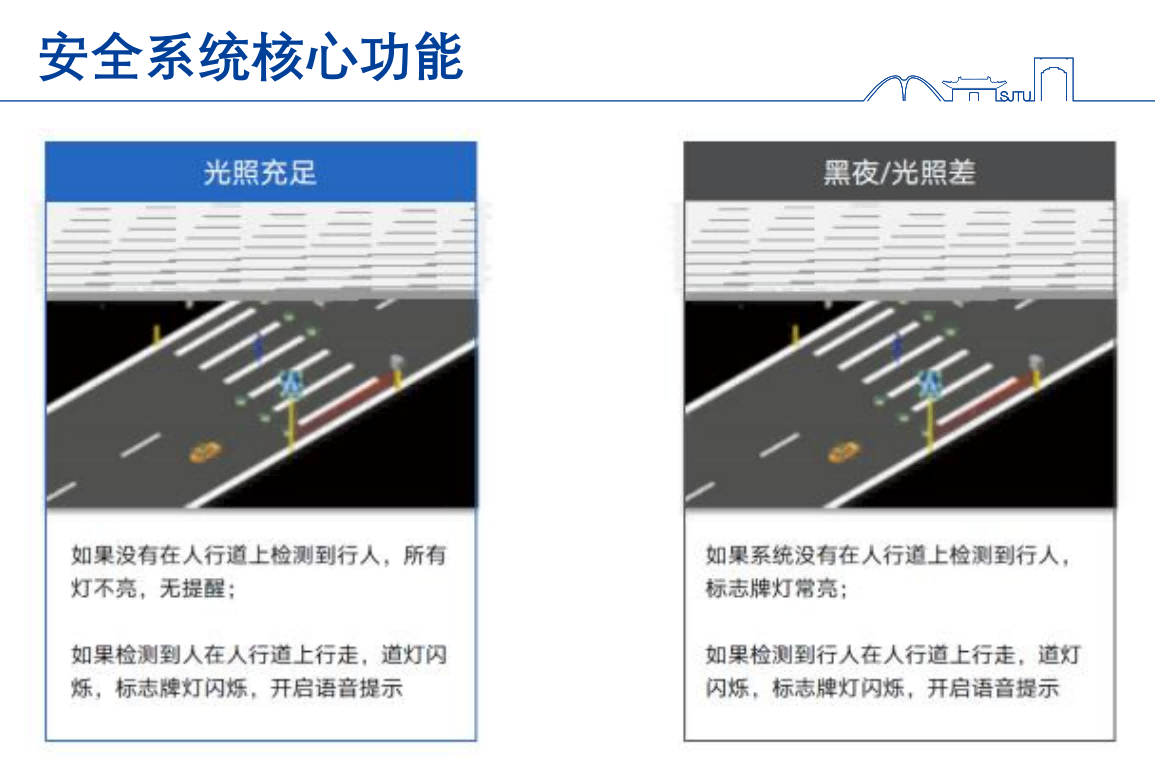 安全系统核心功能
SJTU
光照充足
如果没有在人行道上检测到行人，所有
灯不亮，无提醒；
如果检测到人在人行道上行走，道灯闪
烁，标志牌灯闪烁，开启语音提示
黑夜/光照差
如果系统没有在人行道上检测到行人，
标志牌灯常亮；
如果检测到行人在人行道上行走，道灯
闪烁，标志牌灯闪烁，开启语音提示